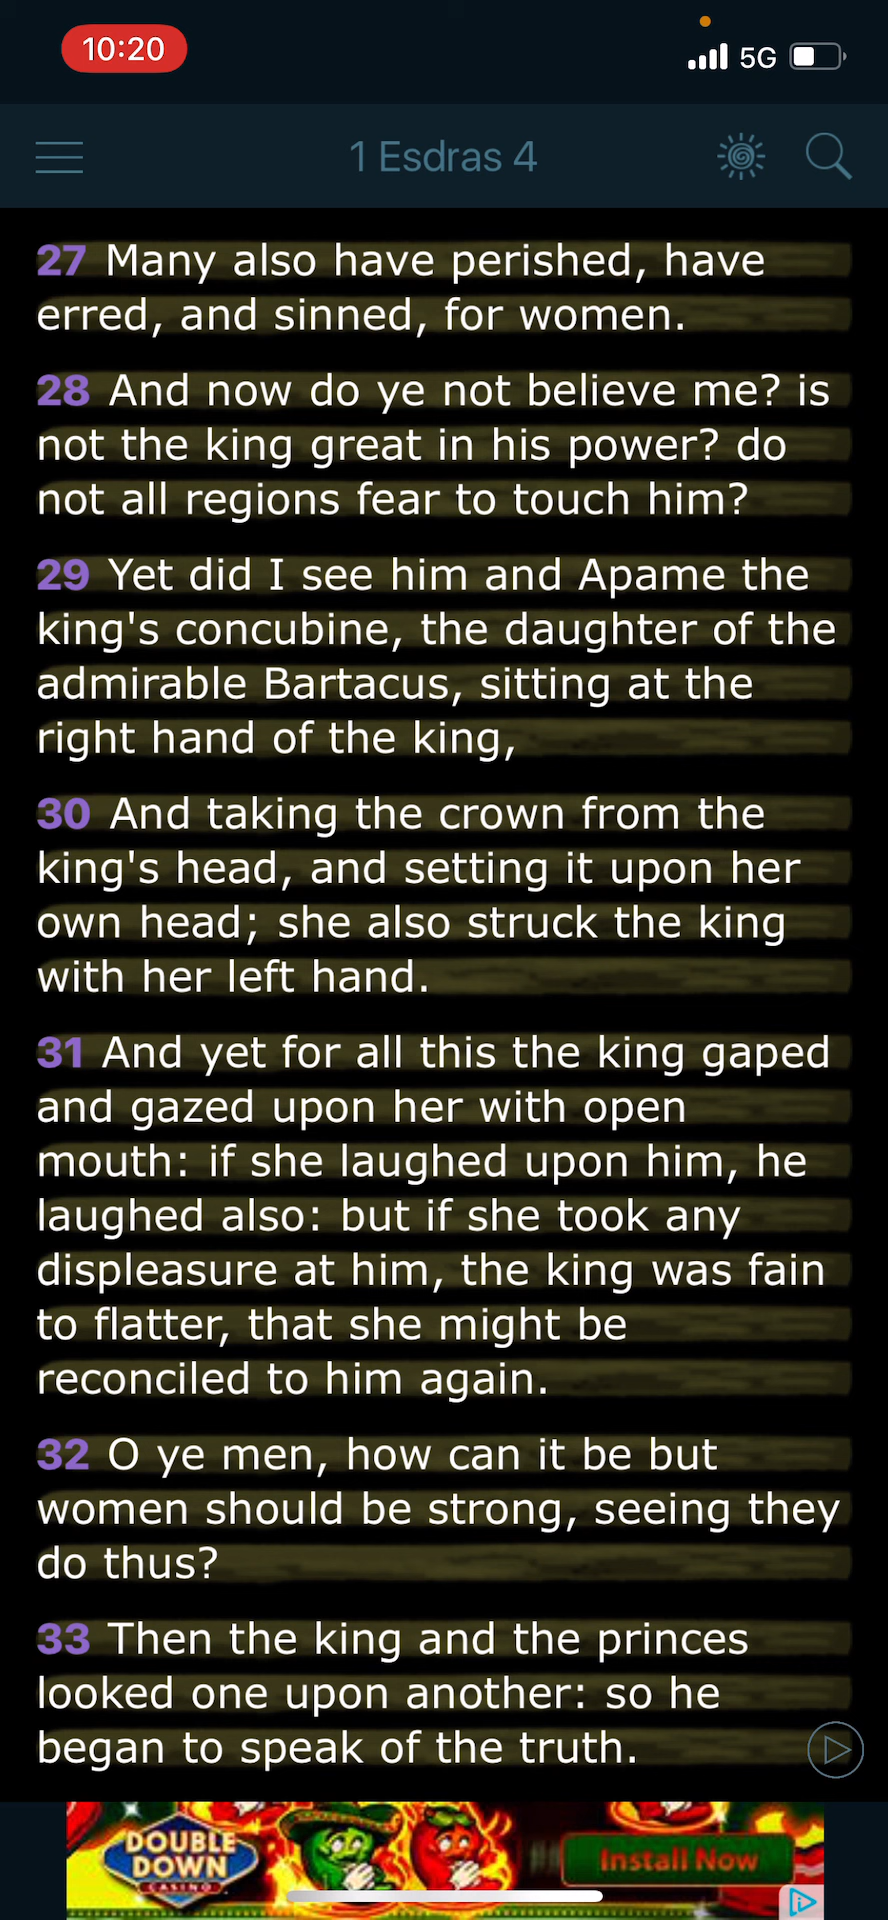 10:20
5G
1 Esdras 4
27 Many also have perished, have
erred, and sinned, for women.
28 And now do ye not believe me? is
not the king great in his power? do
not all regions fear to touch him?
29 Yet did I see him and Apame the
king's concubine, the daughter of the
admirable Bartacus, sitting at the
right hand of the king,
30 And taking the crown from the
king's head, and setting it upon her
own head; she also struck the king
with her left hand.
31 And yet for all this the king gaped
and gazed upon her with open
mouth: if she laughed upon him, he
laughed also: but if she took any
displeasure at him, the king was fain
to flatter, that she might be
reconciled to him again.
32 O ye men, how can it be but
women should be strong, seeing they
do thus?
33 Then the king and the princes
looked one upon another: so he
began to speak of the truth.
DOUBLE
DOWN
CASINO
Install Now